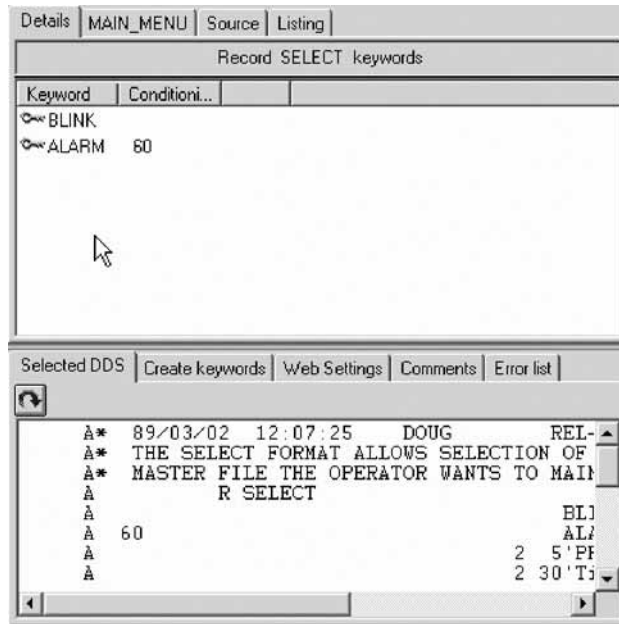 Details MAIN_MENU Source Listing
Record SELECT keywords
Keyword Conditioni...
BLINK
ALARM 60
Selected DDS Create keywords Web Settings Comments Error list
A* 89/03/02 12:07:25 DOUG REL-
A* THE SELECT FORMAT ALLOWS SELECTION OF
A* MASTER FILE THE OPERATOR WANTS TO MAIN
A R SELECT
A BLI
A 60 ALA
A 2 5'PR
A 2 30'Ti